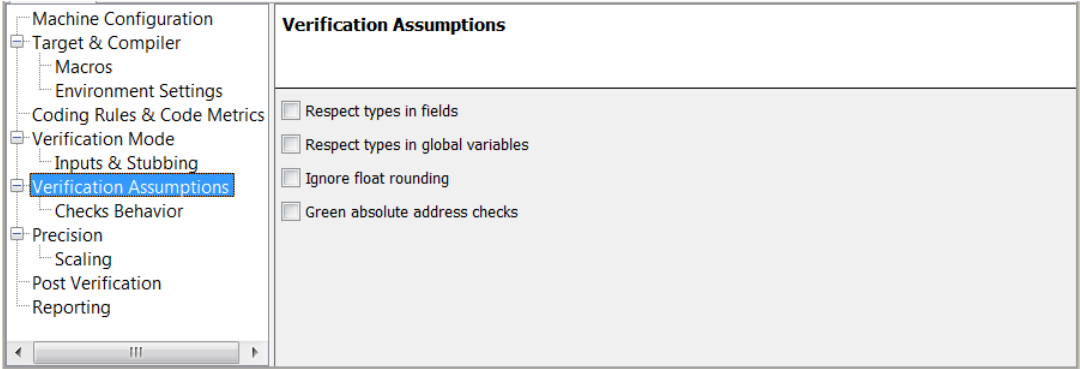 Machine Configuration
Target & Compiler
Macros
Environment Settings
Coding Rules & Code Metrics
Verification Mode
Inputs & Stubbing
Verification Assumptions
Checks Behavior
Precision
Scaling
Post Verification
Reporting
Verification Assumptions
Respect types in fields
Respect types in global variables
Ignore float rounding
Green absolute address checks